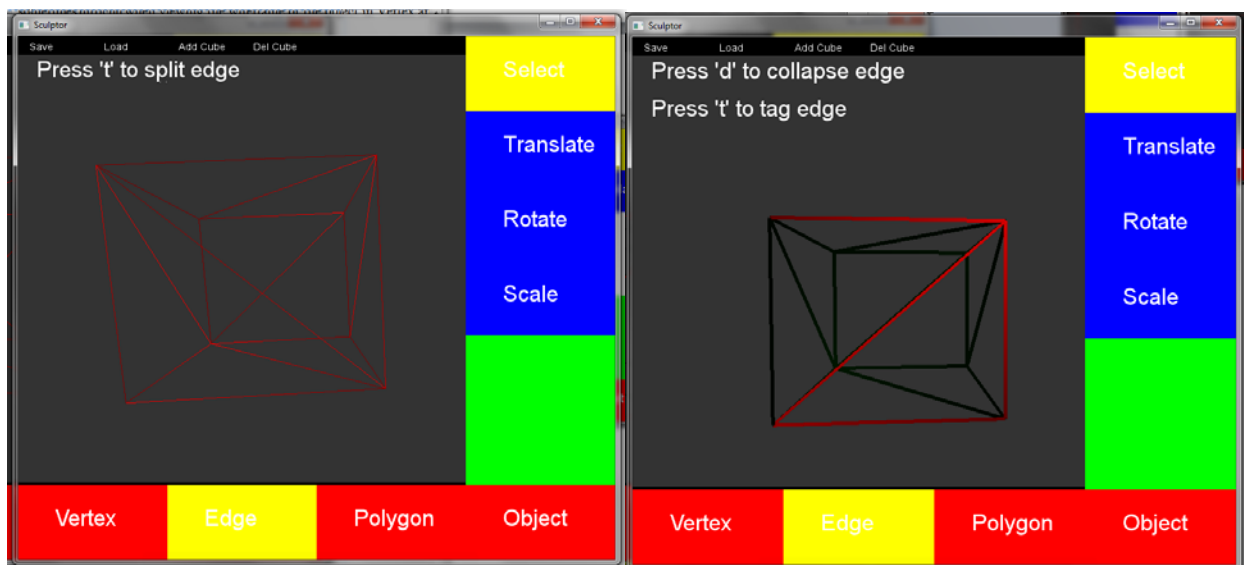 Sculptor
Save Load Add Cube Del Cube
Press 't' to split edge
Select
Translate
Rotate
Scale
Vertex Edge Polygon Object
Sculptor
Save Load Add Cube Del Cube
Press 'd' to collapse edge
Press 't' to tag edge
Select
Translate
Rotate
Scale
Vertex Edge Polygon Object